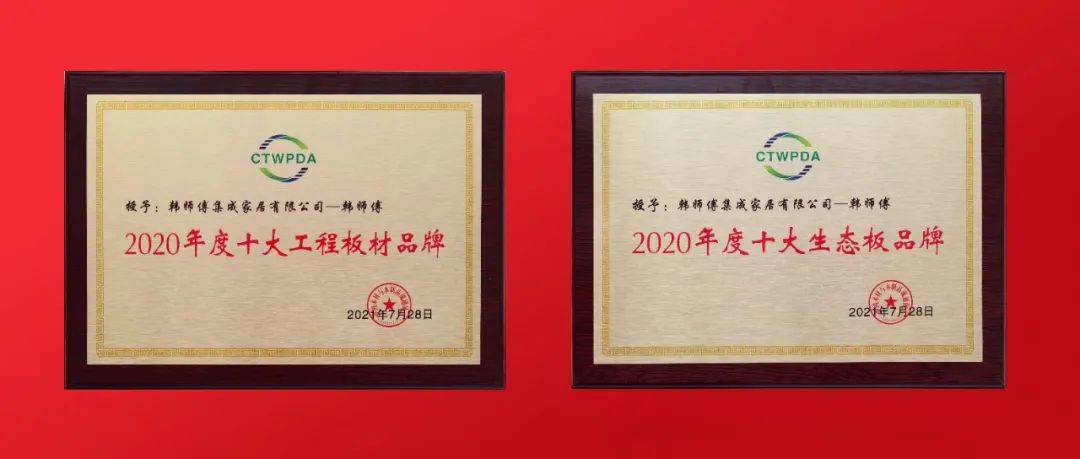 CTWPDA
授予：韩师傅集成家居有限公司—韩师傅
2020年度十大工程板材品牌
2021年7月28日
CTWPDA
授予：韩师傅集成家居有限公司—韩师傅
2020年度十大生态板品牌
2021年7月28日